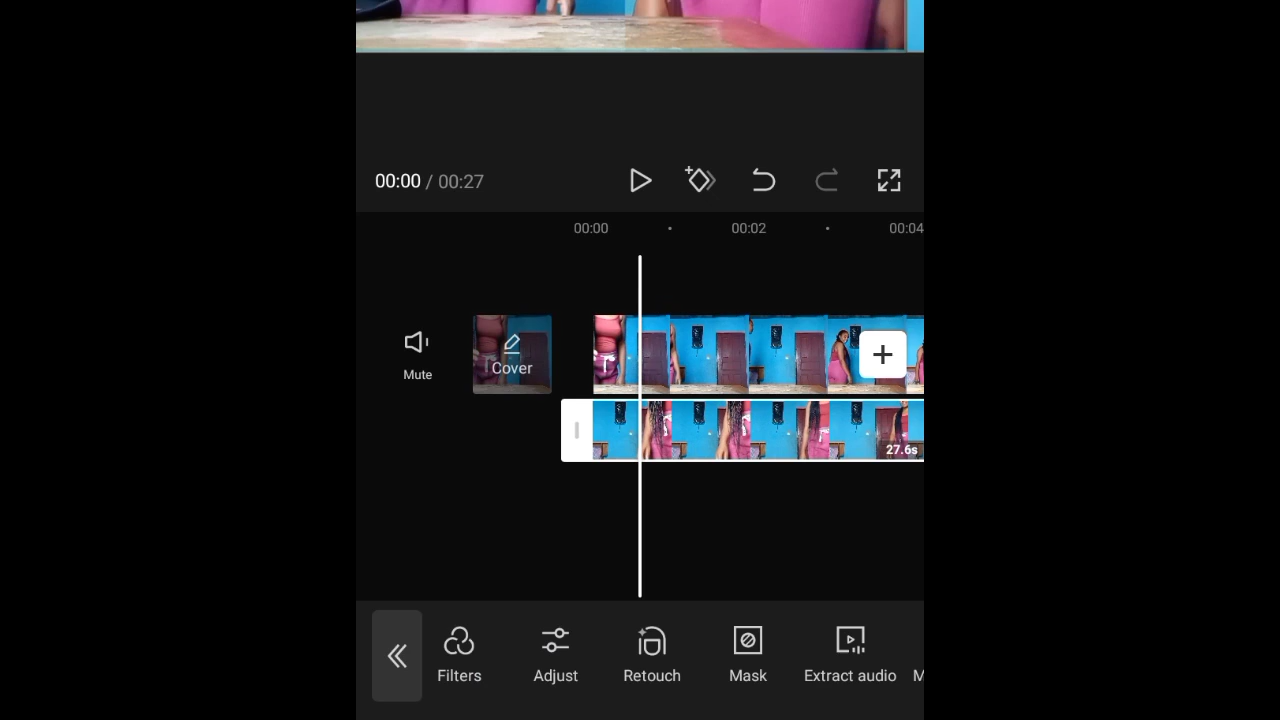 00:00 / 00:27
00:00 00:02 00:04
Mute
Cover
27.6s
Filters Adjust Retouch Mask Extract audio M